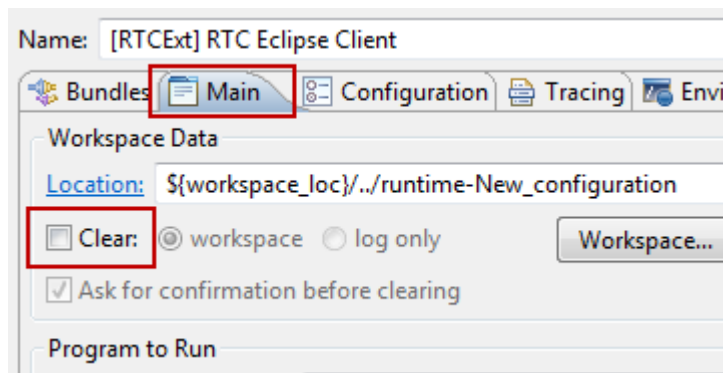 Name: [RTCExt] RTC Eclipse Client
Bundles Main Configuration Tracing Envi
Workspace Data
Location: ${workspace_loc}/../runtime-New_configuration
Clear: workspace log only Workspace...
Ask for confirmation before clearing
Program to Run